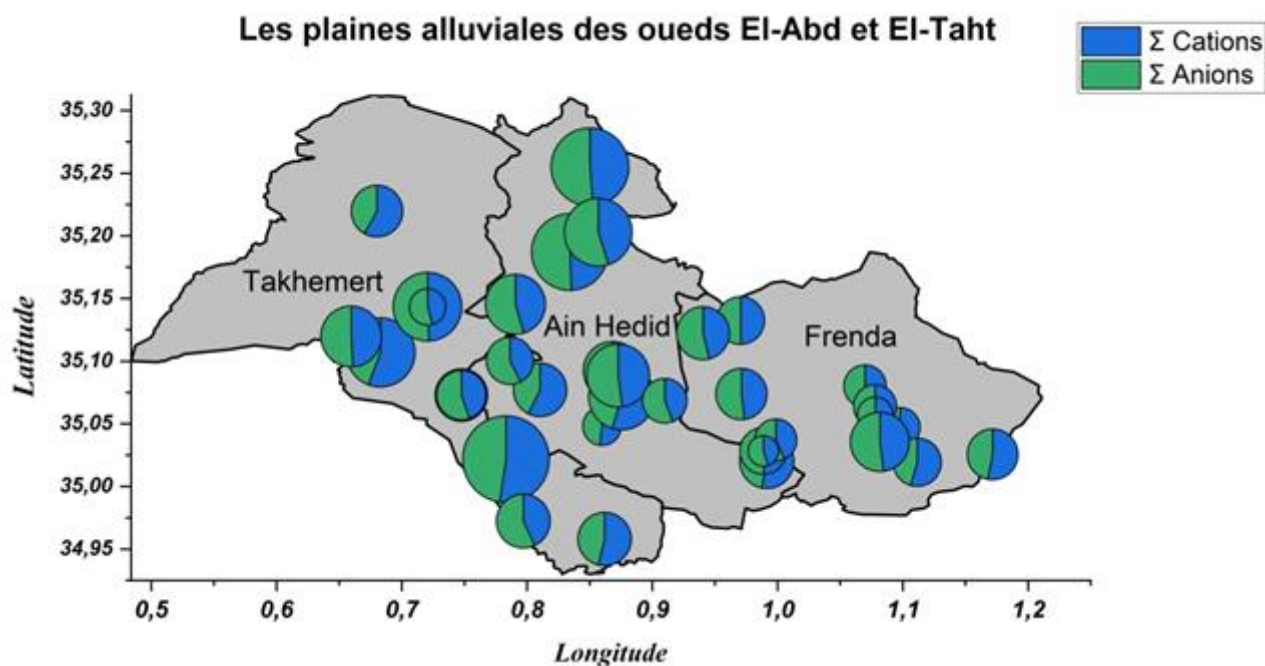 Les plaines alluviales des oueds El-Abd et El-Taht
Σ Cations
Σ Anions
35,30
35,25
35,20
35,15
35,10
35,05
35,00
34,95
Latitude
Takhemert
Ain Hedid
Frenda
0,5 0,6 0,7 0,8 0,9 1,0 1,1 1,2
Longitude